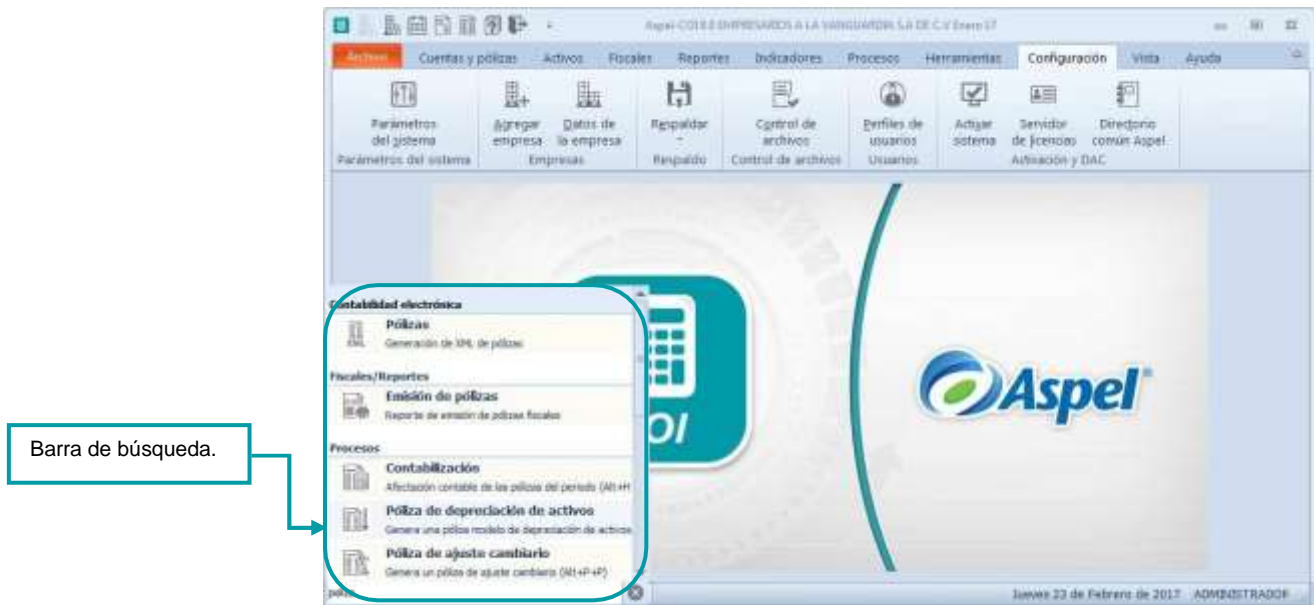 Aspel-COI 8.0 EMPRESARIOS A LA VANGUARDIA S.A DE C.V Enero 17
Archivo Cuentas y pólizas Activos Fiscales Reportes Indicadores Procesos Herramientas Configuración Vista Ayuda
Parámetros del sistema
Agregar empresa
Datos de la empresa
Respaldar
Control de archivos
Perfiles de usuarios
Activar sistema
Servidor de licencias
Directorio común Aspel
Parámetros del sistema Empresas Respaldo Control de archivos Usuarios Activación y DAC
Contabilidad electrónica
Pólizas
Generación de XML de pólizas
Fiscales/Reportes
Emisión de pólizas
Reporte de emisión de pólizas fiscales
Procesos
Contabilización
Afectación contable de las pólizas del periodo (Alt+H
Póliza de depreciación de activos
Genera una póliza modelo de depreciación de activos
Póliza de ajuste cambiario
Genera un póliza de ajuste cambiario (Alt+P+P)
OI
Aspel
Barra de búsqueda.
Jueves 23 de Febrero de 2017 ADMINISTRADOR